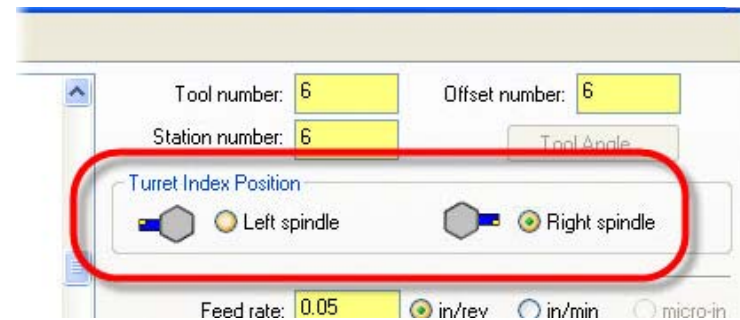 Tool number: 6 Offset number: 6
Station number: 6 Tool Angle...
Turret Index Position
Left spindle Right spindle
Feed rate: 0.05 in/rev in/min micro-in